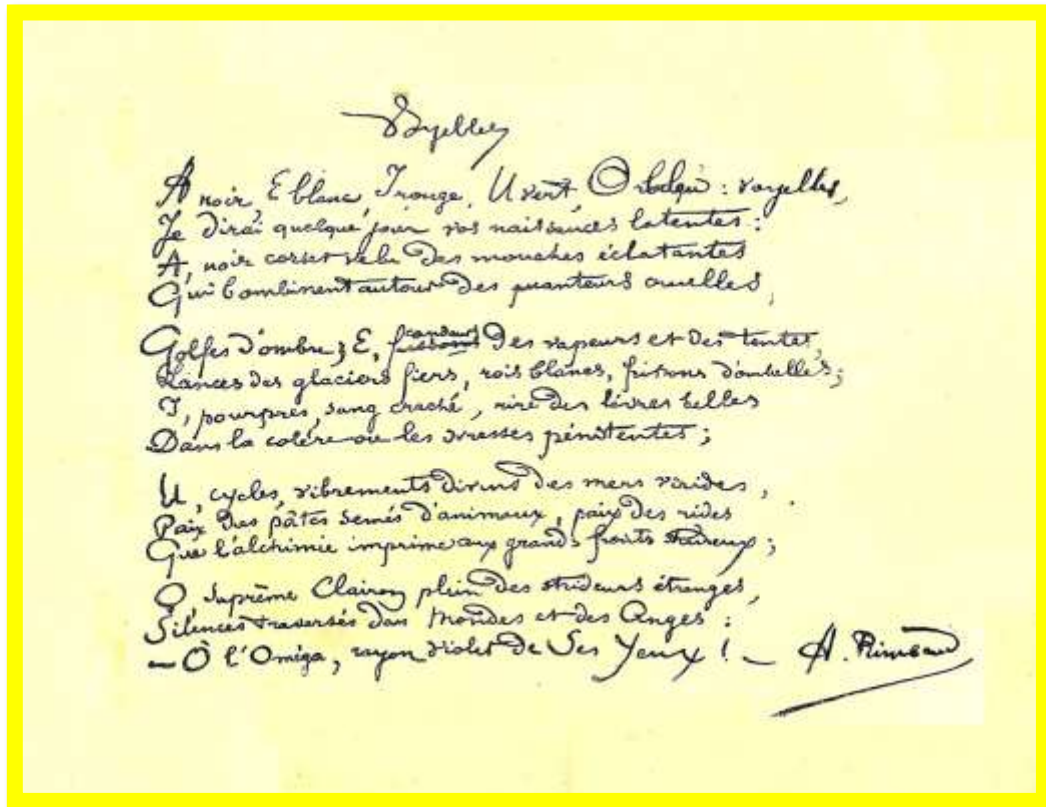 Voyelles
A noir, E blanc, I rouge, U vert, O bleu : voyelles,
Je dirai quelque jour vos naissances latentes :
A, noir corset velu des mouches éclatantes
Qui bombinent autour des puanteurs cruelles,
Golfes d'ombre ; E, candeurs des vapeurs et des tentes,
Lances des glaciers fiers, rois blancs, frissons d'ombelles ;
I, pourpres, sang craché, rire des lèvres belles
Dans la colère ou les ivresses pénitentes ;
U, cycles, vibrements divins des mers virides,
Paix des pâtis semés d'animaux, paix des rides
Que l'alchimie imprime aux grands fronts studieux ;
O, suprême Clairon plein des strideurs étranges,
Silences traversés des Mondes et des Anges :
– O l'Oméga, rayon violet de Ses Yeux ! – A. Rimbaud